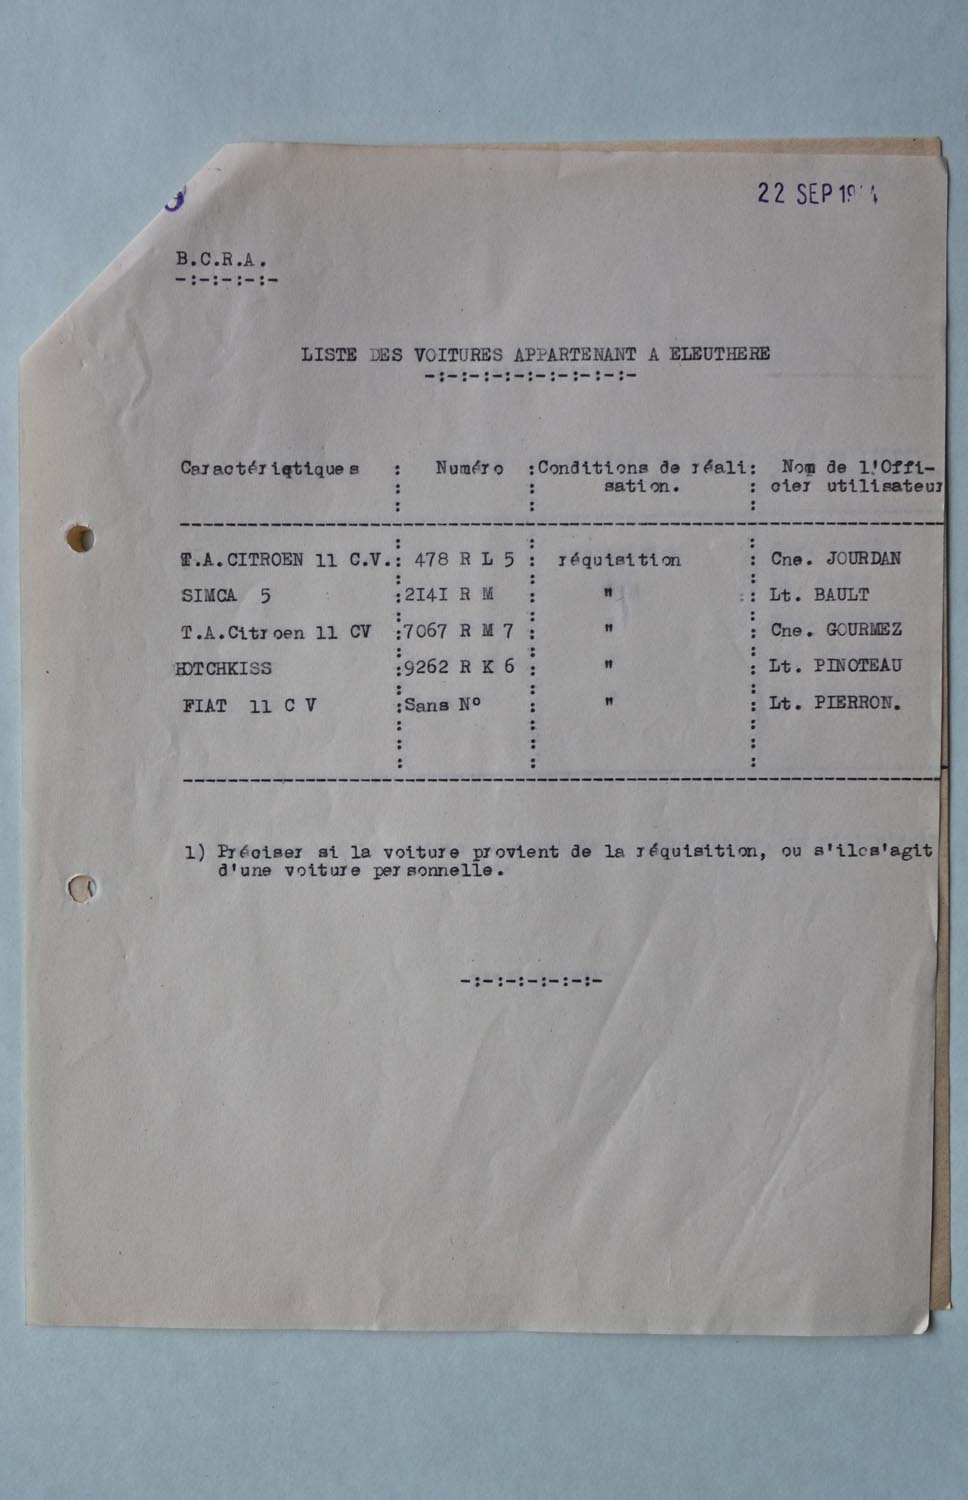 22 SEP 19 4
B.C.R.A.
-:-:-:-:-
LISTE DES VOITURES APPARTENANT A ELEUTHERE
-:-:-:-:-:-:-:-:-:-
Caractériqtiques : Numéro :Conditions de réali: Nom de l'Offi-
: : sation. : cier utilisateur
T.A.CITROEN 11 C.V.: 478 R L 5 : réquisition : Cne. JOURDAN
SIMCA 5 :2I4I R M : " : Lt. BAULT
T.A.Citroen 11 CV :7067 R M 7 : " : Cne. GOURMEZ
HOTCHKISS :9262 R K 6 : " : Lt. PINOTEAU
FIAT 11 C V :Sans N° : " : Lt. PIERRON.
1) Préciser si la voiture provient de la réquisition, ou s'ilcs'agit
d'une voiture personnelle.
-:-:-:-:-:-:-